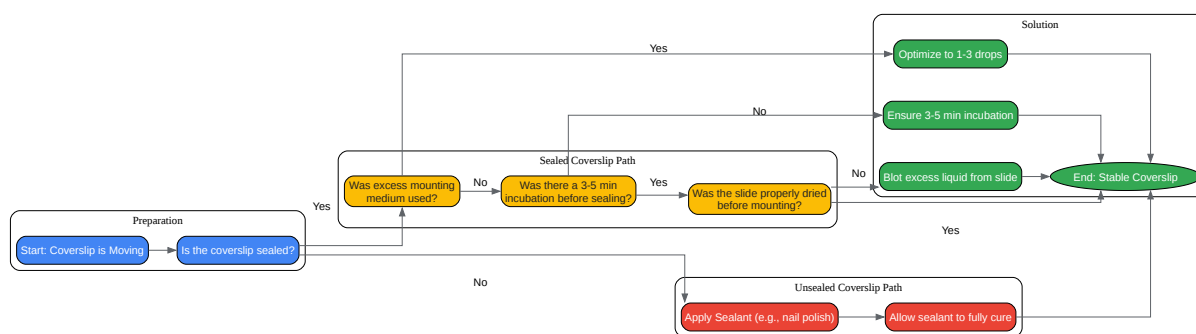 Solution
Yes
Optimize to 1-3 drops
No
Ensure 3-5 min incubation
Sealed Coverslip Path
Was excess mounting
medium used?
No
Was there a 3-5 min
incubation before sealing?
Yes
Was the slide properly dried
before mounting?
No
Blot excess liquid from slide
End: Stable Coverslip
Yes
Preparation
Start: Coverslip is Moving
Is the coverslip sealed?
Yes
No
Unsealed Coverslip Path
Apply Sealant (e.g., nail polish)
Allow sealant to fully cure